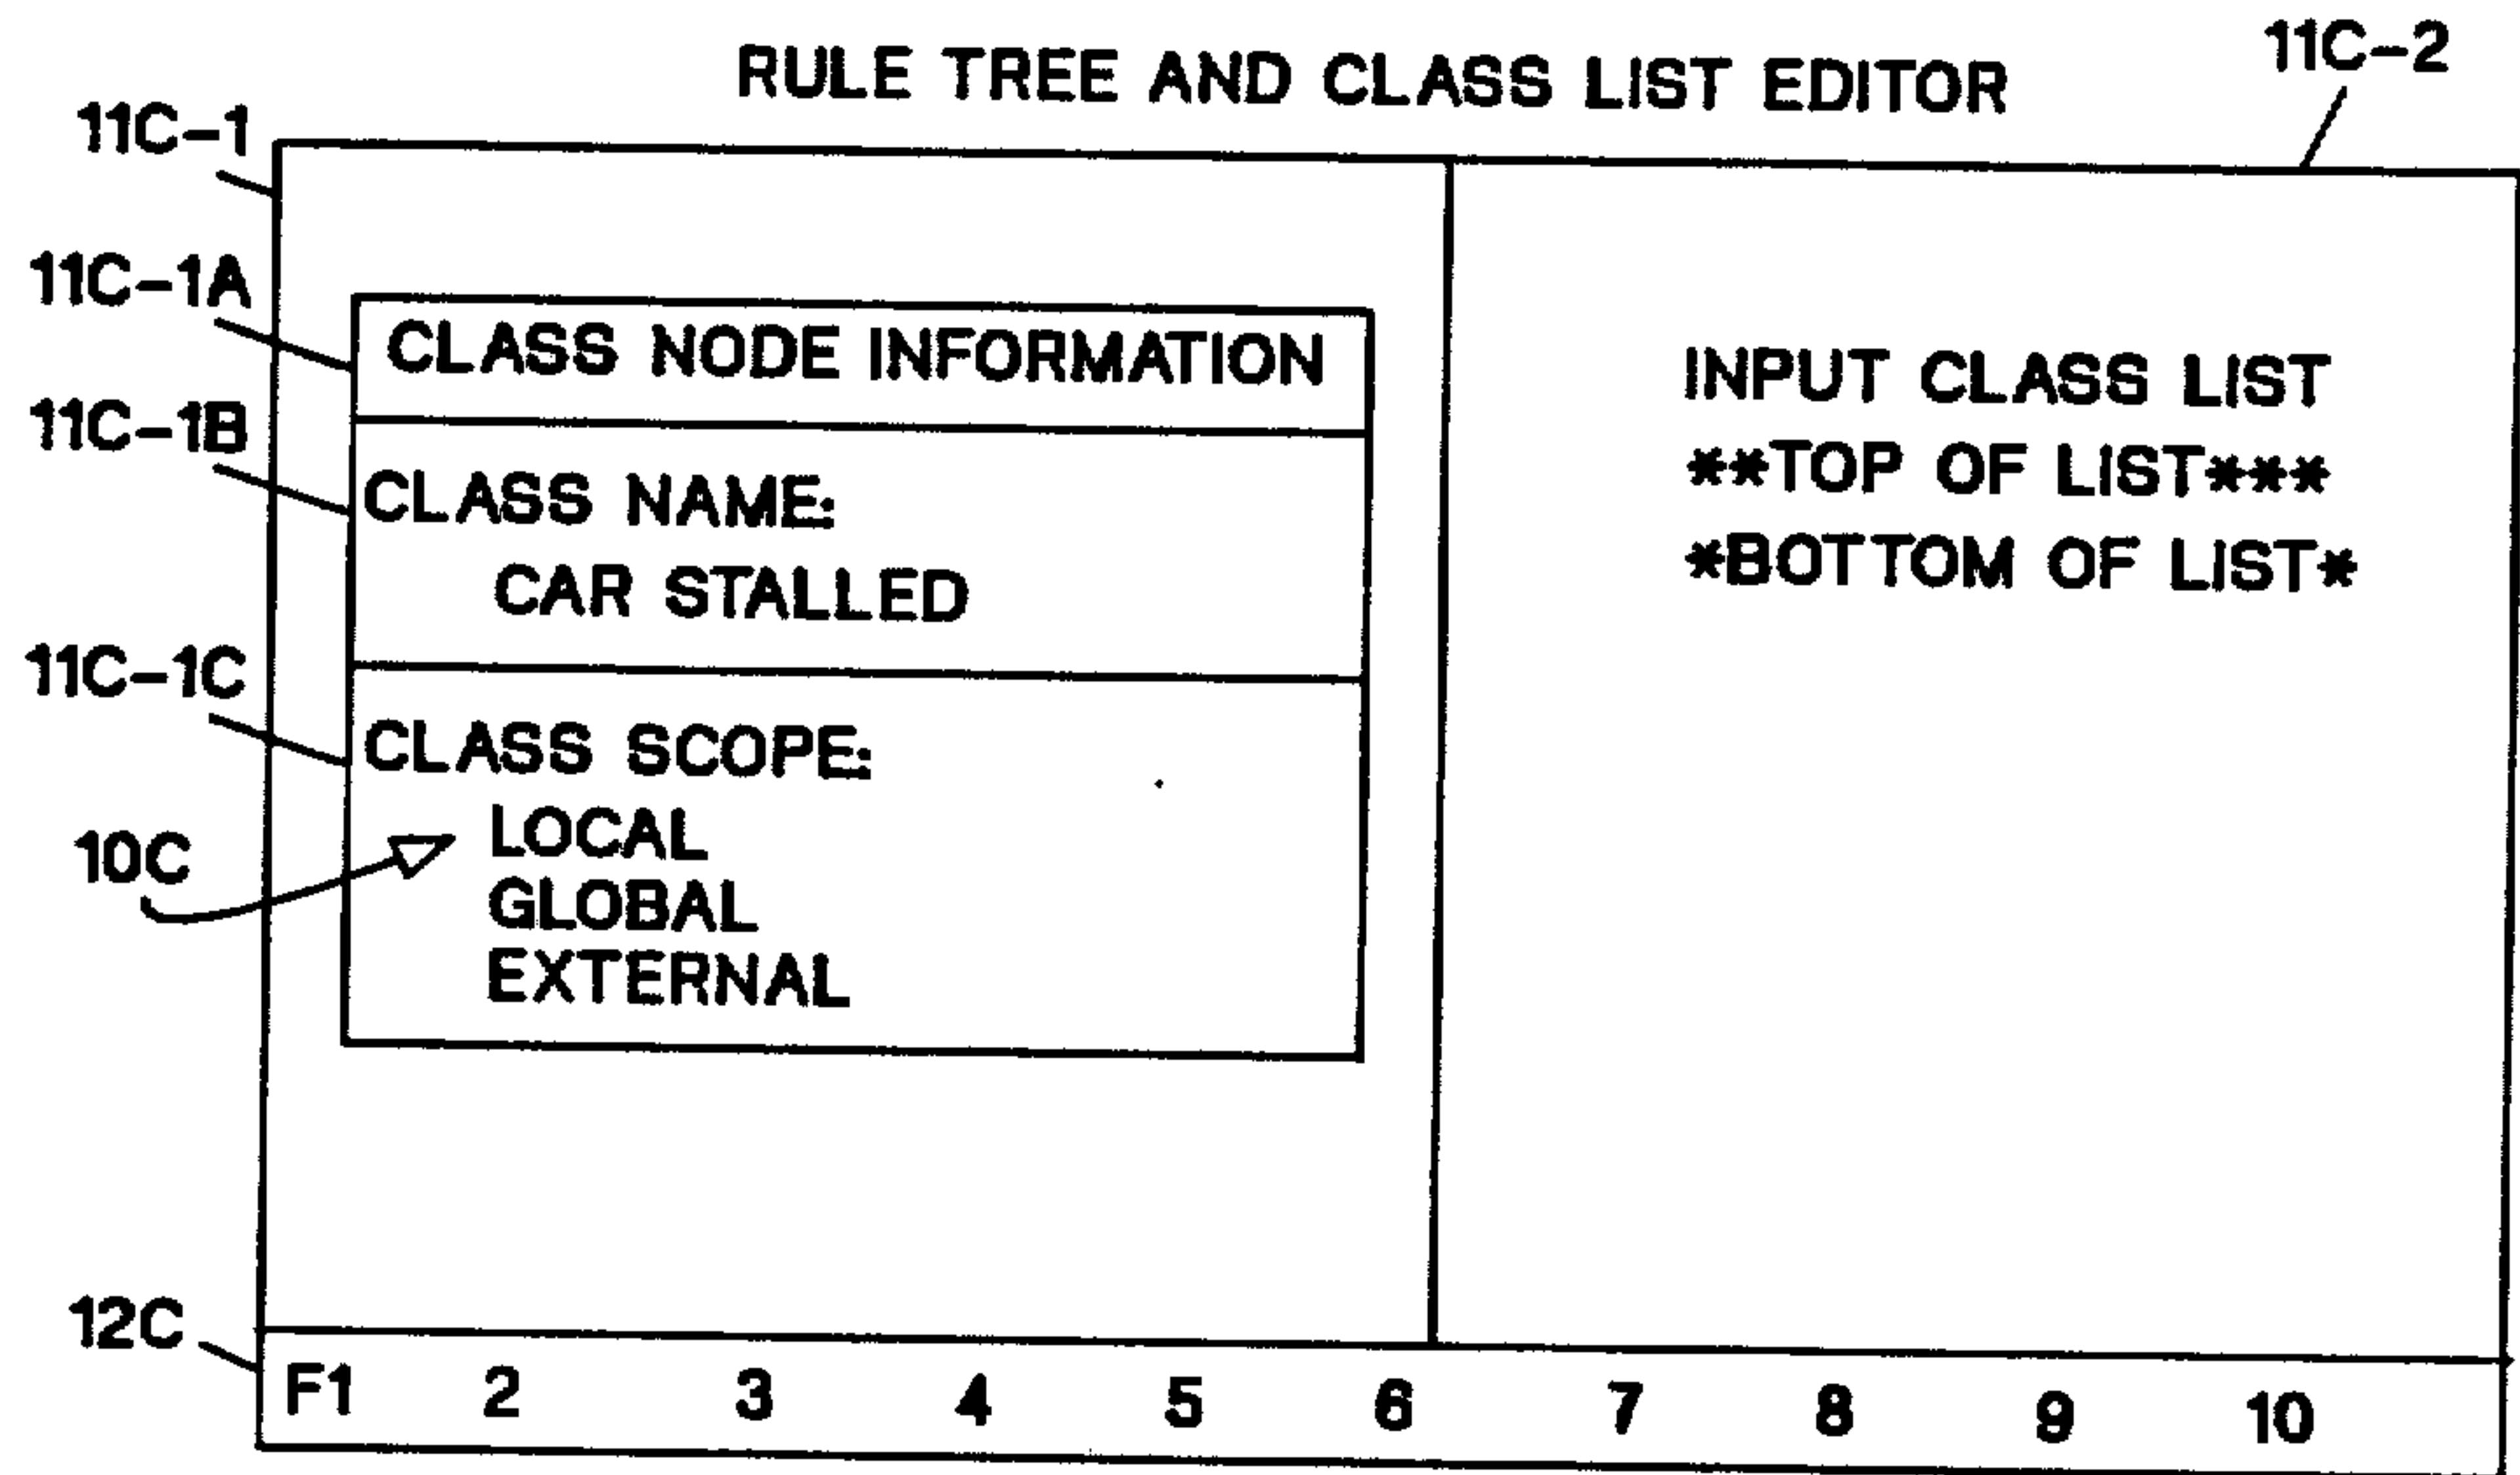 11C-2
RULE TREE AND CLASS LIST EDITOR
11C-1
11C-1A
CLASS NODE INFORMATION
11C-1B
CLASS NAME:
CAR STALLED
11C-1C
CLASS SCOPE:
10C
LOCAL
GLOBAL
EXTERNAL
INPUT CLASS LIST
**TOP OF LIST***
*BOTTOM OF LIST*
12C
F1 2 3 4 5 6 7 8 9 10